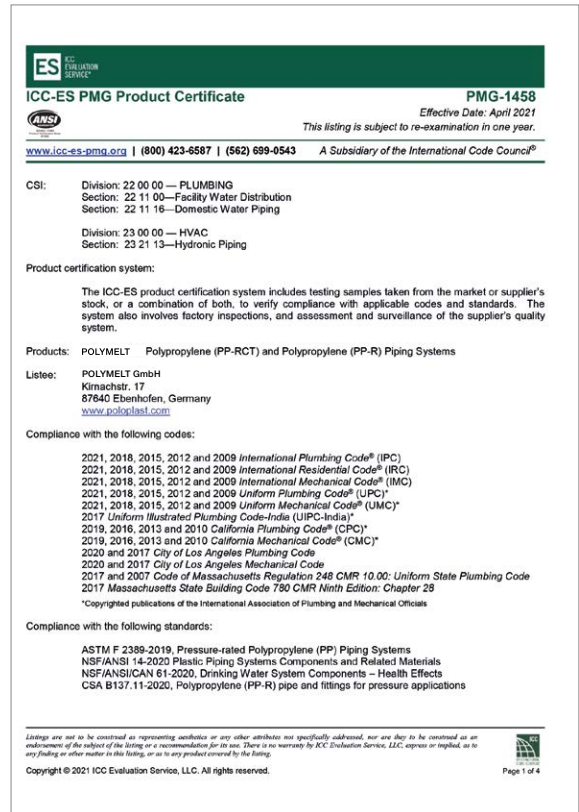 ES ICC
EVALUATION
SERVICE®
ICC-ES PMG Product Certificate PMG-1458
ANSI
Effective Date: April 2021
This listing is subject to re-examination in one year.
www.icc-es-pmg.org | (800) 423-6587 | (562) 699-0543 A Subsidiary of the International Code Council®
CSI: Division: 22 00 00 — PLUMBING
Section: 22 11 00—Facility Water Distribution
Section: 22 11 16—Domestic Water Piping
Division: 23 00 00 — HVAC
Section: 23 21 13—Hydronic Piping
Product certification system:
The ICC-ES product certification system includes testing samples taken from the market or supplier's
stock, or a combination of both, to verify compliance with applicable codes and standards. The
system also involves factory inspections, and assessment and surveillance of the supplier's quality
system.
Products: POLYMELT Polypropylene (PP-RCT) and Polypropylene (PP-R) Piping Systems
Listee: POLYMELT GmbH
Kirnachstr. 17
87640 Ebenhofen, Germany
www.poloplast.com
Compliance with the following codes:
2021, 2018, 2015, 2012 and 2009 International Plumbing Code® (IPC)
2021, 2018, 2015, 2012 and 2009 International Residential Code® (IRC)
2021, 2018, 2015, 2012 and 2009 International Mechanical Code® (IMC)
2021, 2018, 2015, 2012 and 2009 Uniform Plumbing Code® (UPC)*
2021, 2018, 2015, 2012 and 2009 Uniform Mechanical Code® (UMC)*
2017 Uniform Illustrated Plumbing Code-India (UIPC-India)*
2019, 2016, 2013 and 2010 California Plumbing Code® (CPC)*
2019, 2016, 2013 and 2010 California Mechanical Code® (CMC)*
2020 and 2017 City of Los Angeles Plumbing Code
2020 and 2017 City of Los Angeles Mechanical Code
2017 and 2007 Code of Massachusetts Regulation 248 CMR 10.00: Uniform State Plumbing Code
2017 Massachusetts State Building Code 780 CMR Ninth Edition: Chapter 28
*Copyrighted publications of the International Association of Plumbing and Mechanical Officials
Compliance with the following standards:
ASTM F 2389-2019, Pressure-rated Polypropylene (PP) Piping Systems
NSF/ANSI 14-2020 Plastic Piping Systems Components and Related Materials
NSF/ANSI/CAN 61-2020, Drinking Water System Components – Health Effects
CSA B137.11-2020, Polypropylene (PP-R) pipe and fittings for pressure applications
Listings are not to be construed as representing aesthetics or any other attributes not specifically addressed, nor are they to be construed as an
endorsement of the subject of the listing or a recommendation for its use. There is no warranty by ICC Evaluation Service, LLC, express or implied, as to
any finding or other matter in this listing, or as to any product covered by the listing.
Copyright © 2021 ICC Evaluation Service, LLC. All rights reserved.
ICC
Page 1 of 4